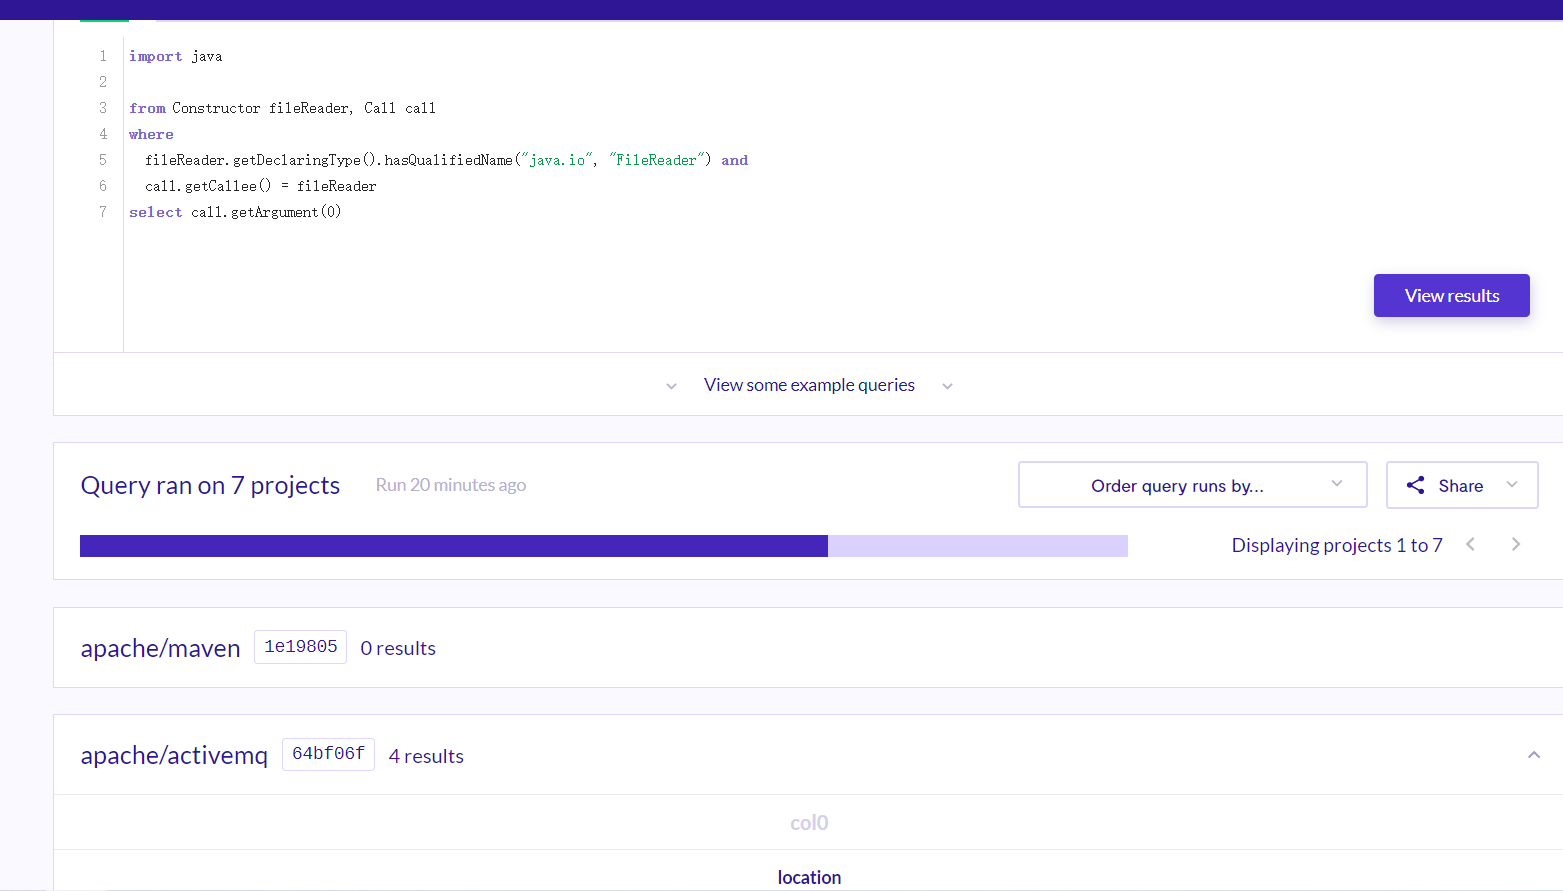 1 import java
2
3 from Constructor fileReader, Call call
4 where
5 fileReader.getDeclaringType().hasQualifiedName("java.io", "FileReader") and
6 call.getCallee() = fileReader
7 select call.getArgument(0)
View results
View some example queries
Query ran on 7 projects Run 20 minutes ago Order query runs by... Share
Displaying projects 1 to 7
apache/maven 1e19805 0 results
apache/activemq 64bf06f 4 results
col0
location